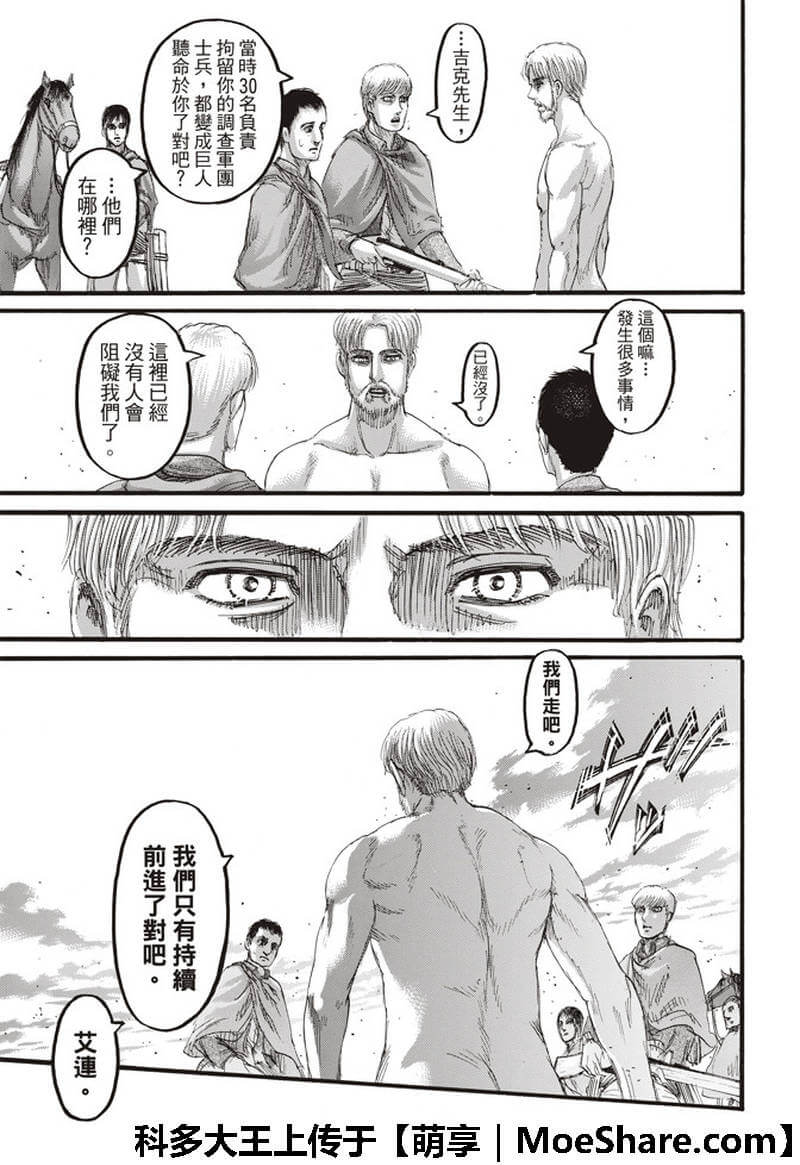 …吉克先生，
當時30名負責
拘留你的調查軍團
士兵，都變成巨人
聽命於你了對吧？
…他們
在哪裡？
這個嘛…
發生很多事情，
已經沒了。
這裡已經
沒有人會
阻礙我們了。
我們走吧。
ザッ
我們只有持續
前進了對吧。
艾連。
科多大王上传于【萌享｜MoeShare.com】